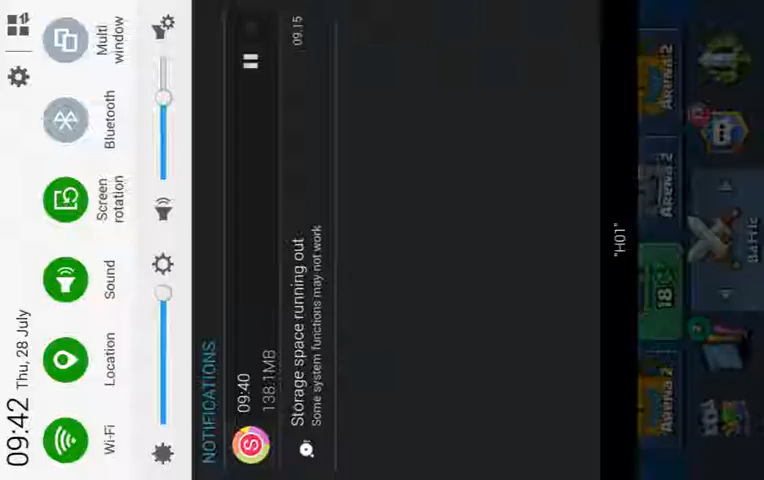 09:42 Thu, 28 July
Wi-Fi
Location
Sound
Screen
rotation
Bluetooth
Multi
window
NOTIFICATIONS
09:40
138.1MB
Storage space running out
09.15
Some system functions may not work
"H01"
Arena 2
18
Arena 2
Arena 2
Battle